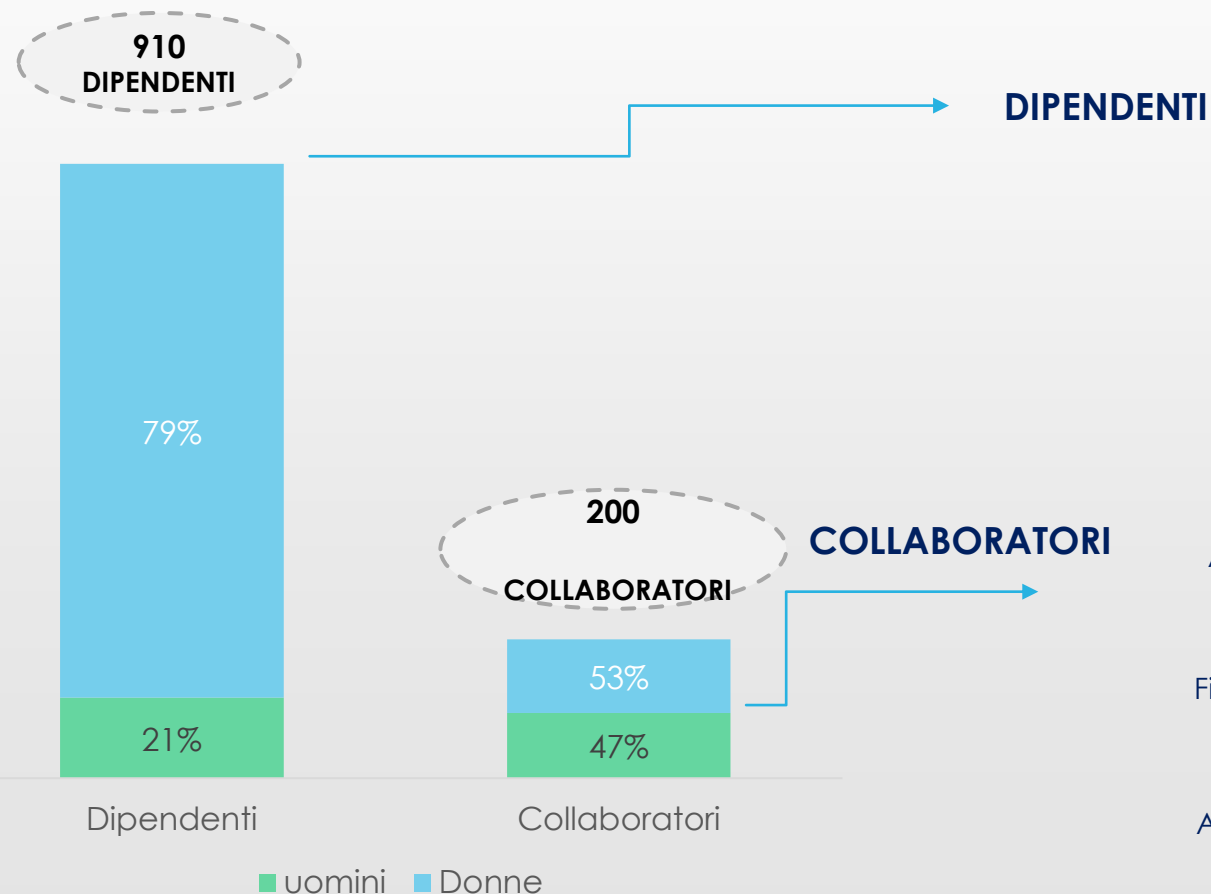 910
DIPENDENTI
DIPENDENTI
79%
200
COLLABORATORI
COLLABORATORI
53%
21%
47%
Dipendenti
Collaboratori
uomini
Donne